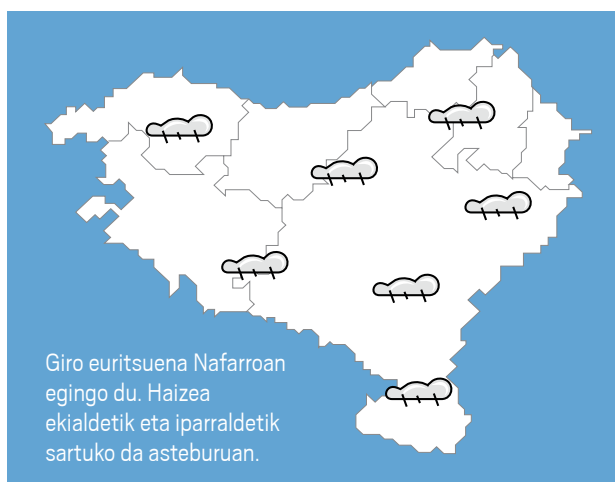 Giro euritsuena Nafarroan
egingo du. Haizea
ekialdetik eta iparraldetik
sartuko da asteburuan.